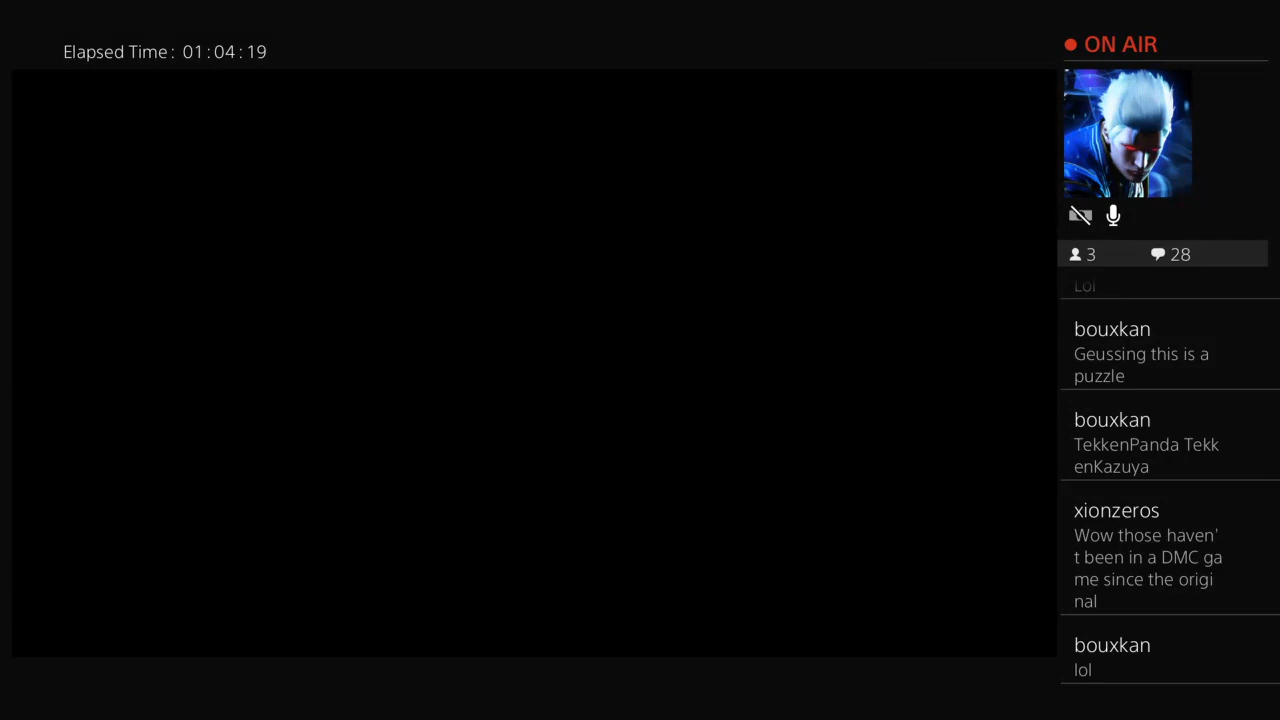 Elapsed Time: 01:04:19
ON AIR
3 28
Lol
bouxkan
Geussing this is a
puzzle
bouxkan
TekkenPanda Tekk
enKazuya
xionzeros
Wow those haven'
t been in a DMC ga
me since the origi
nal
bouxkan
lol